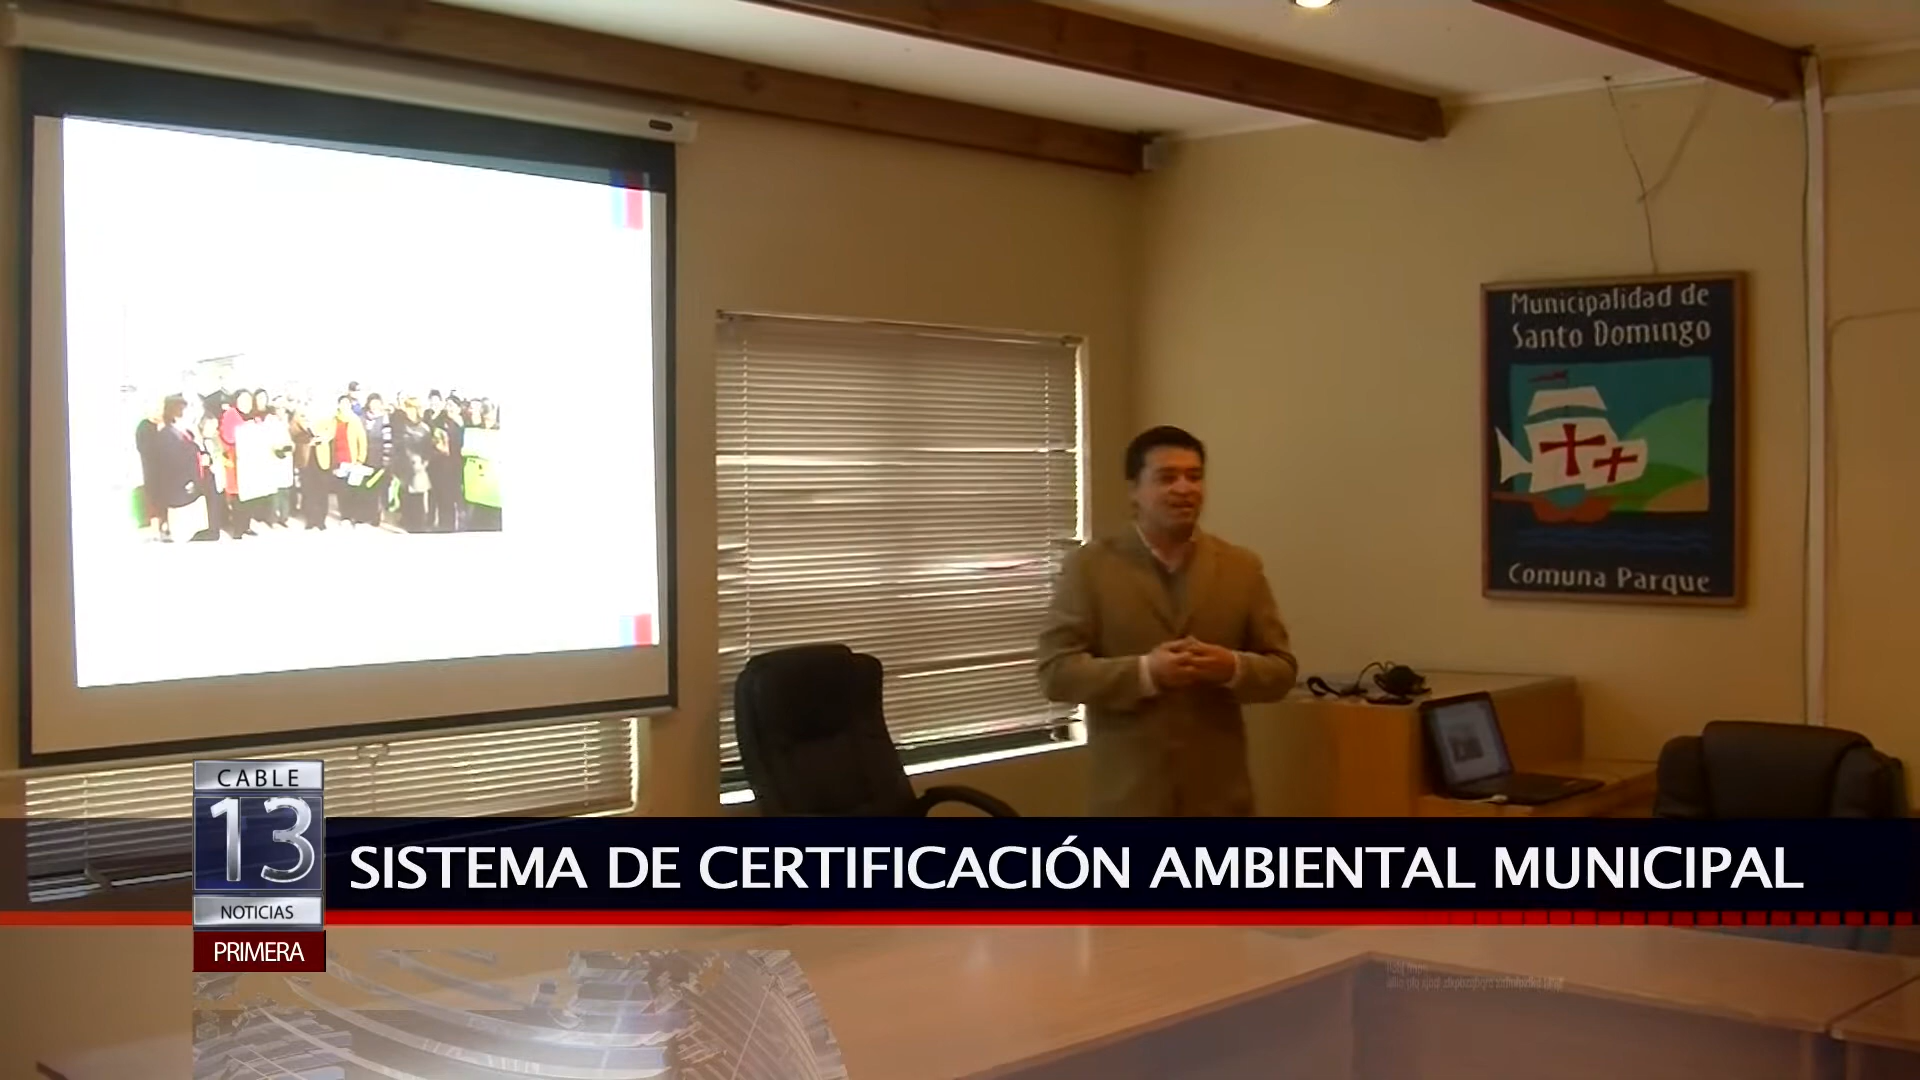 Municipalidad de
Santo Domingo
Comuna Parque
CABLE
13
NOTICIAS
PRIMERA
SISTEMA DE CERTIFICACIÓN AMBIENTAL MUNICIPAL